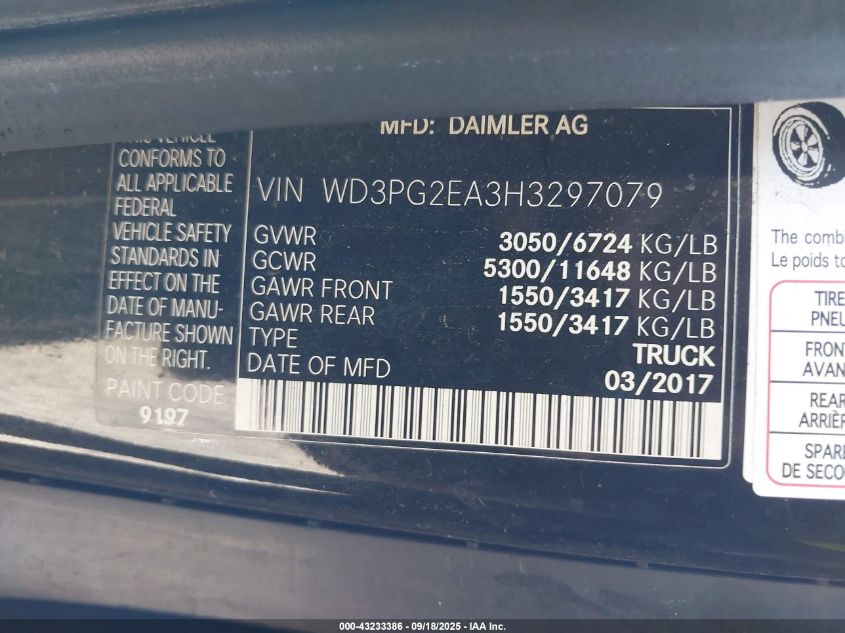 MFD: DAIMLER AG
THIS VEHICLE
CONFORMS TO
ALL APPLICABLE
FEDERAL
VEHICLE SAFETY
STANDARDS IN
EFFECT ON THE
DATE OF MANU-
FACTURE SHOWN
ON THE RIGHT.
PAINT CODE
9197
VIN WD3PG2EA3H3297079
GVWR 3050/6724 KG/LB
GCWR 5300/11648 KG/LB
GAWR FRONT 1550/3417 KG/LB
GAWR REAR 1550/3417 KG/LB
TYPE TRUCK
DATE OF MFD 03/2017
The comb
Le poids to
TIRE
PNEU
FRONT
AVAN
REAR
ARRIÈR
SPARE
DE SECOU
000-43233386 - 09/18/2025 - IAA Inc.